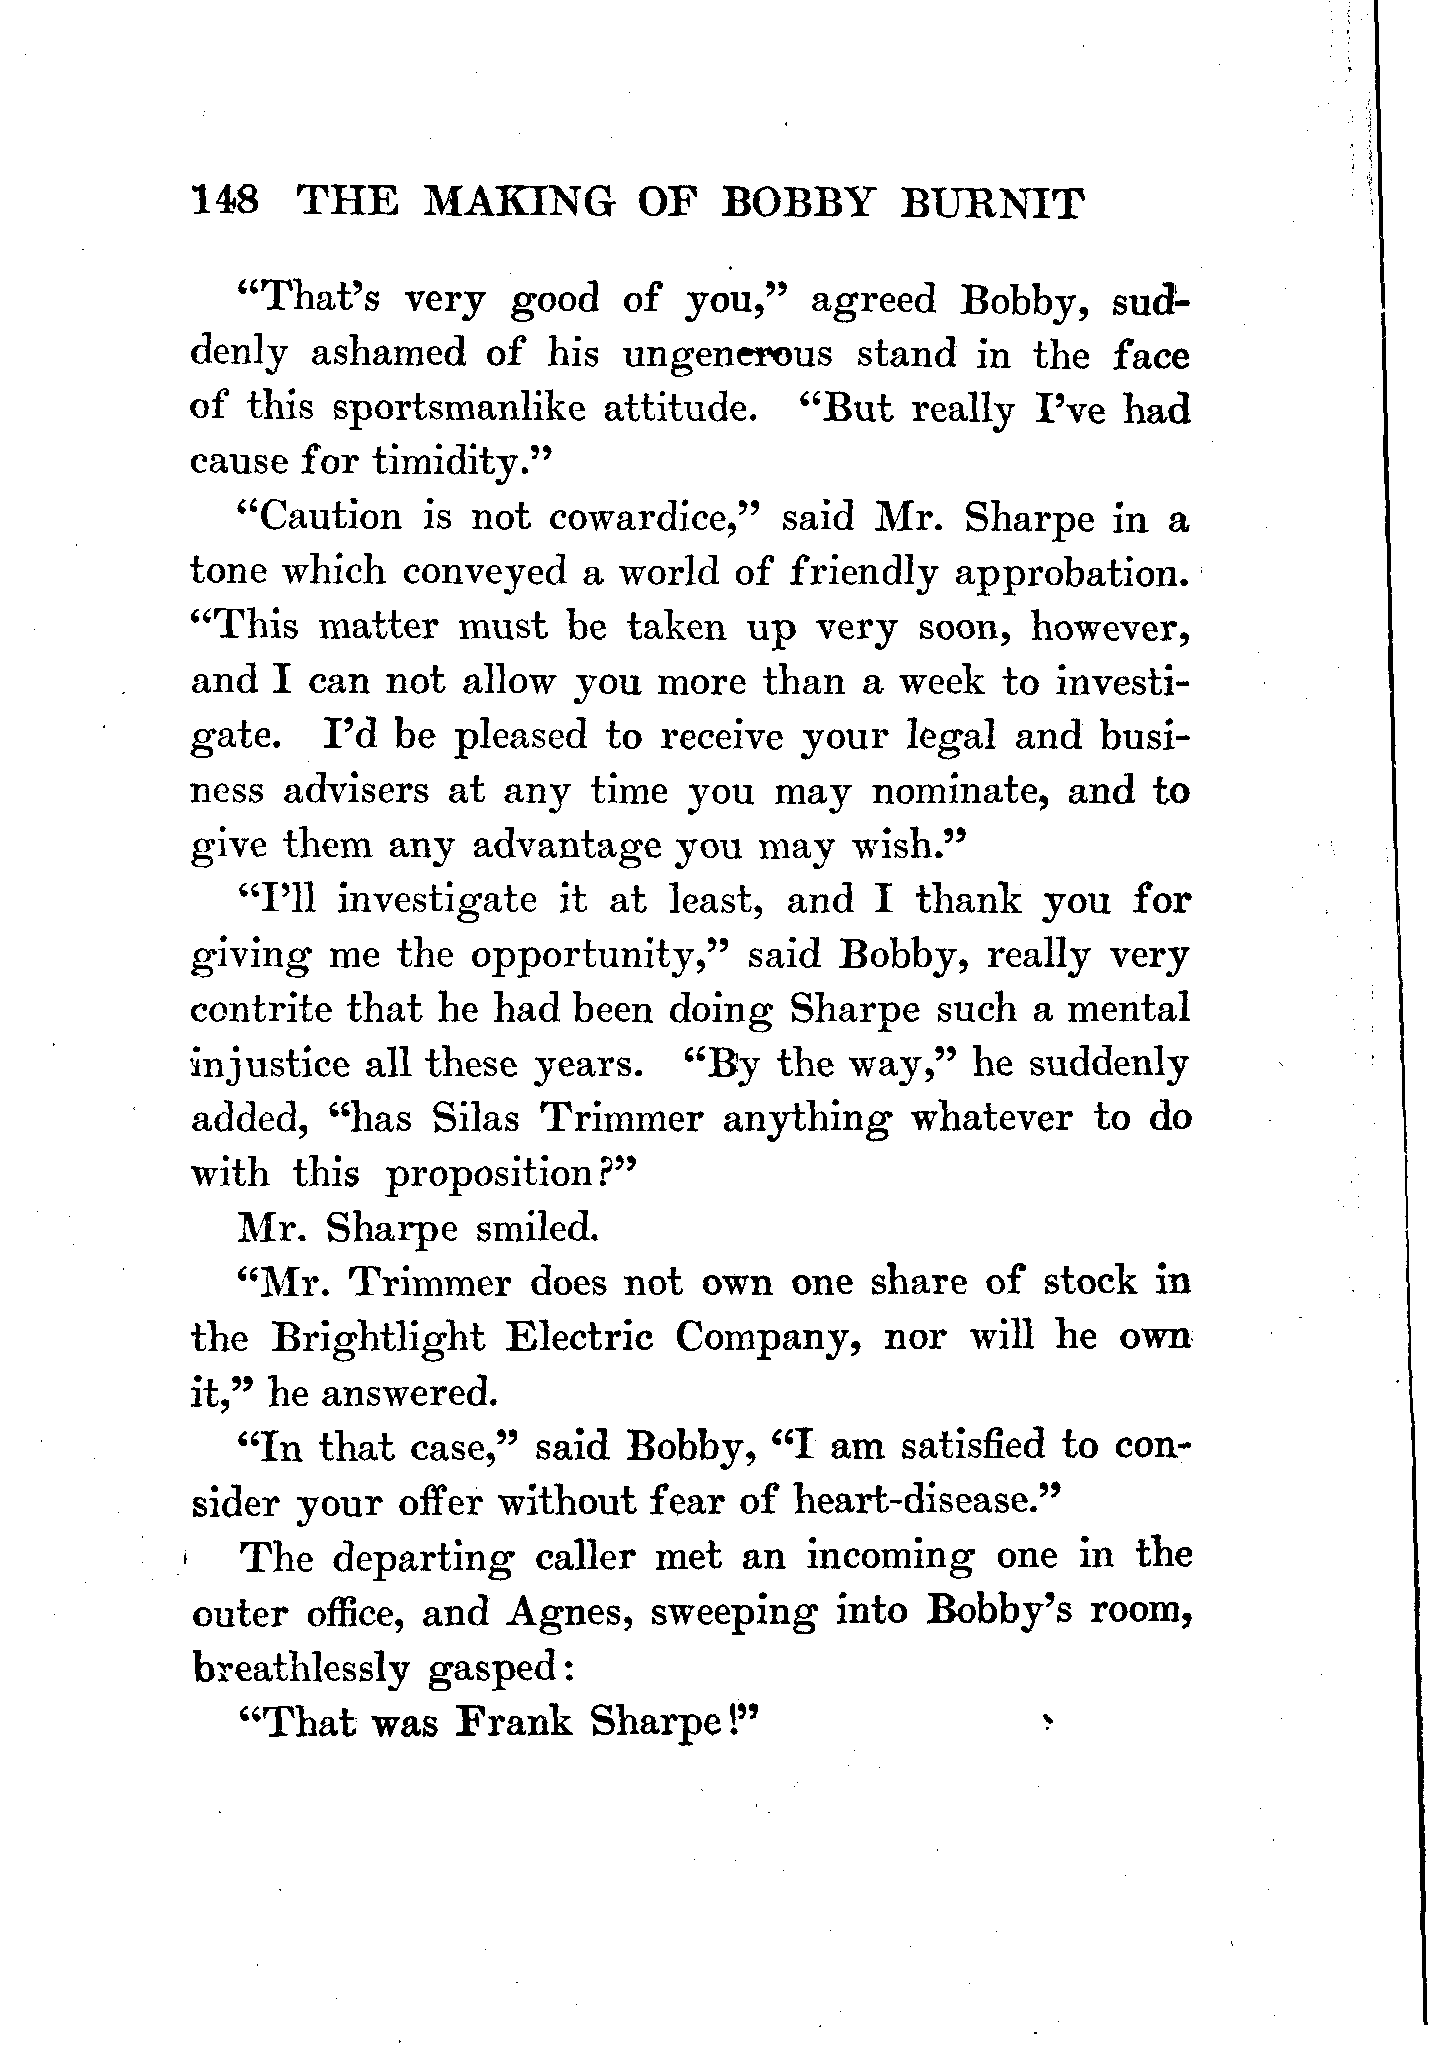 148 THE MAKING OF BOBBY BURNIT
“That’s very good of you,” agreed Bobby, sud-
denly ashamed of his ungenerous stand in the face
of this sportsmanlike attitude. “But really I’ve had
cause for timidity.”
“Caution is not cowardice,” said Mr. Sharpe in a
tone which conveyed a world of friendly approbation.
“This matter must be taken up very soon, however,
and I can not allow you more than a week to investi-
gate. I’d be pleased to receive your legal and busi-
ness advisers at any time you may nominate, and to
give them any advantage you may wish.”
“I’ll investigate it at least, and I thank you for
giving me the opportunity,” said Bobby, really very
contrite that he had been doing Sharpe such a mental
injustice all these years. “By the way,” he suddenly
added, “has Silas Trimmer anything whatever to do
with this proposition?”
Mr. Sharpe smiled.
“Mr. Trimmer does not own one share of stock in
the Brightlight Electric Company, nor will he own
it,” he answered.
“In that case,” said Bobby, “I am satisfied to con-
sider your offer without fear of heart-disease.”
The departing caller met an incoming one in the
outer office, and Agnes, sweeping into Bobby’s room,
breathlessly gasped:
“That was Frank Sharpe!”